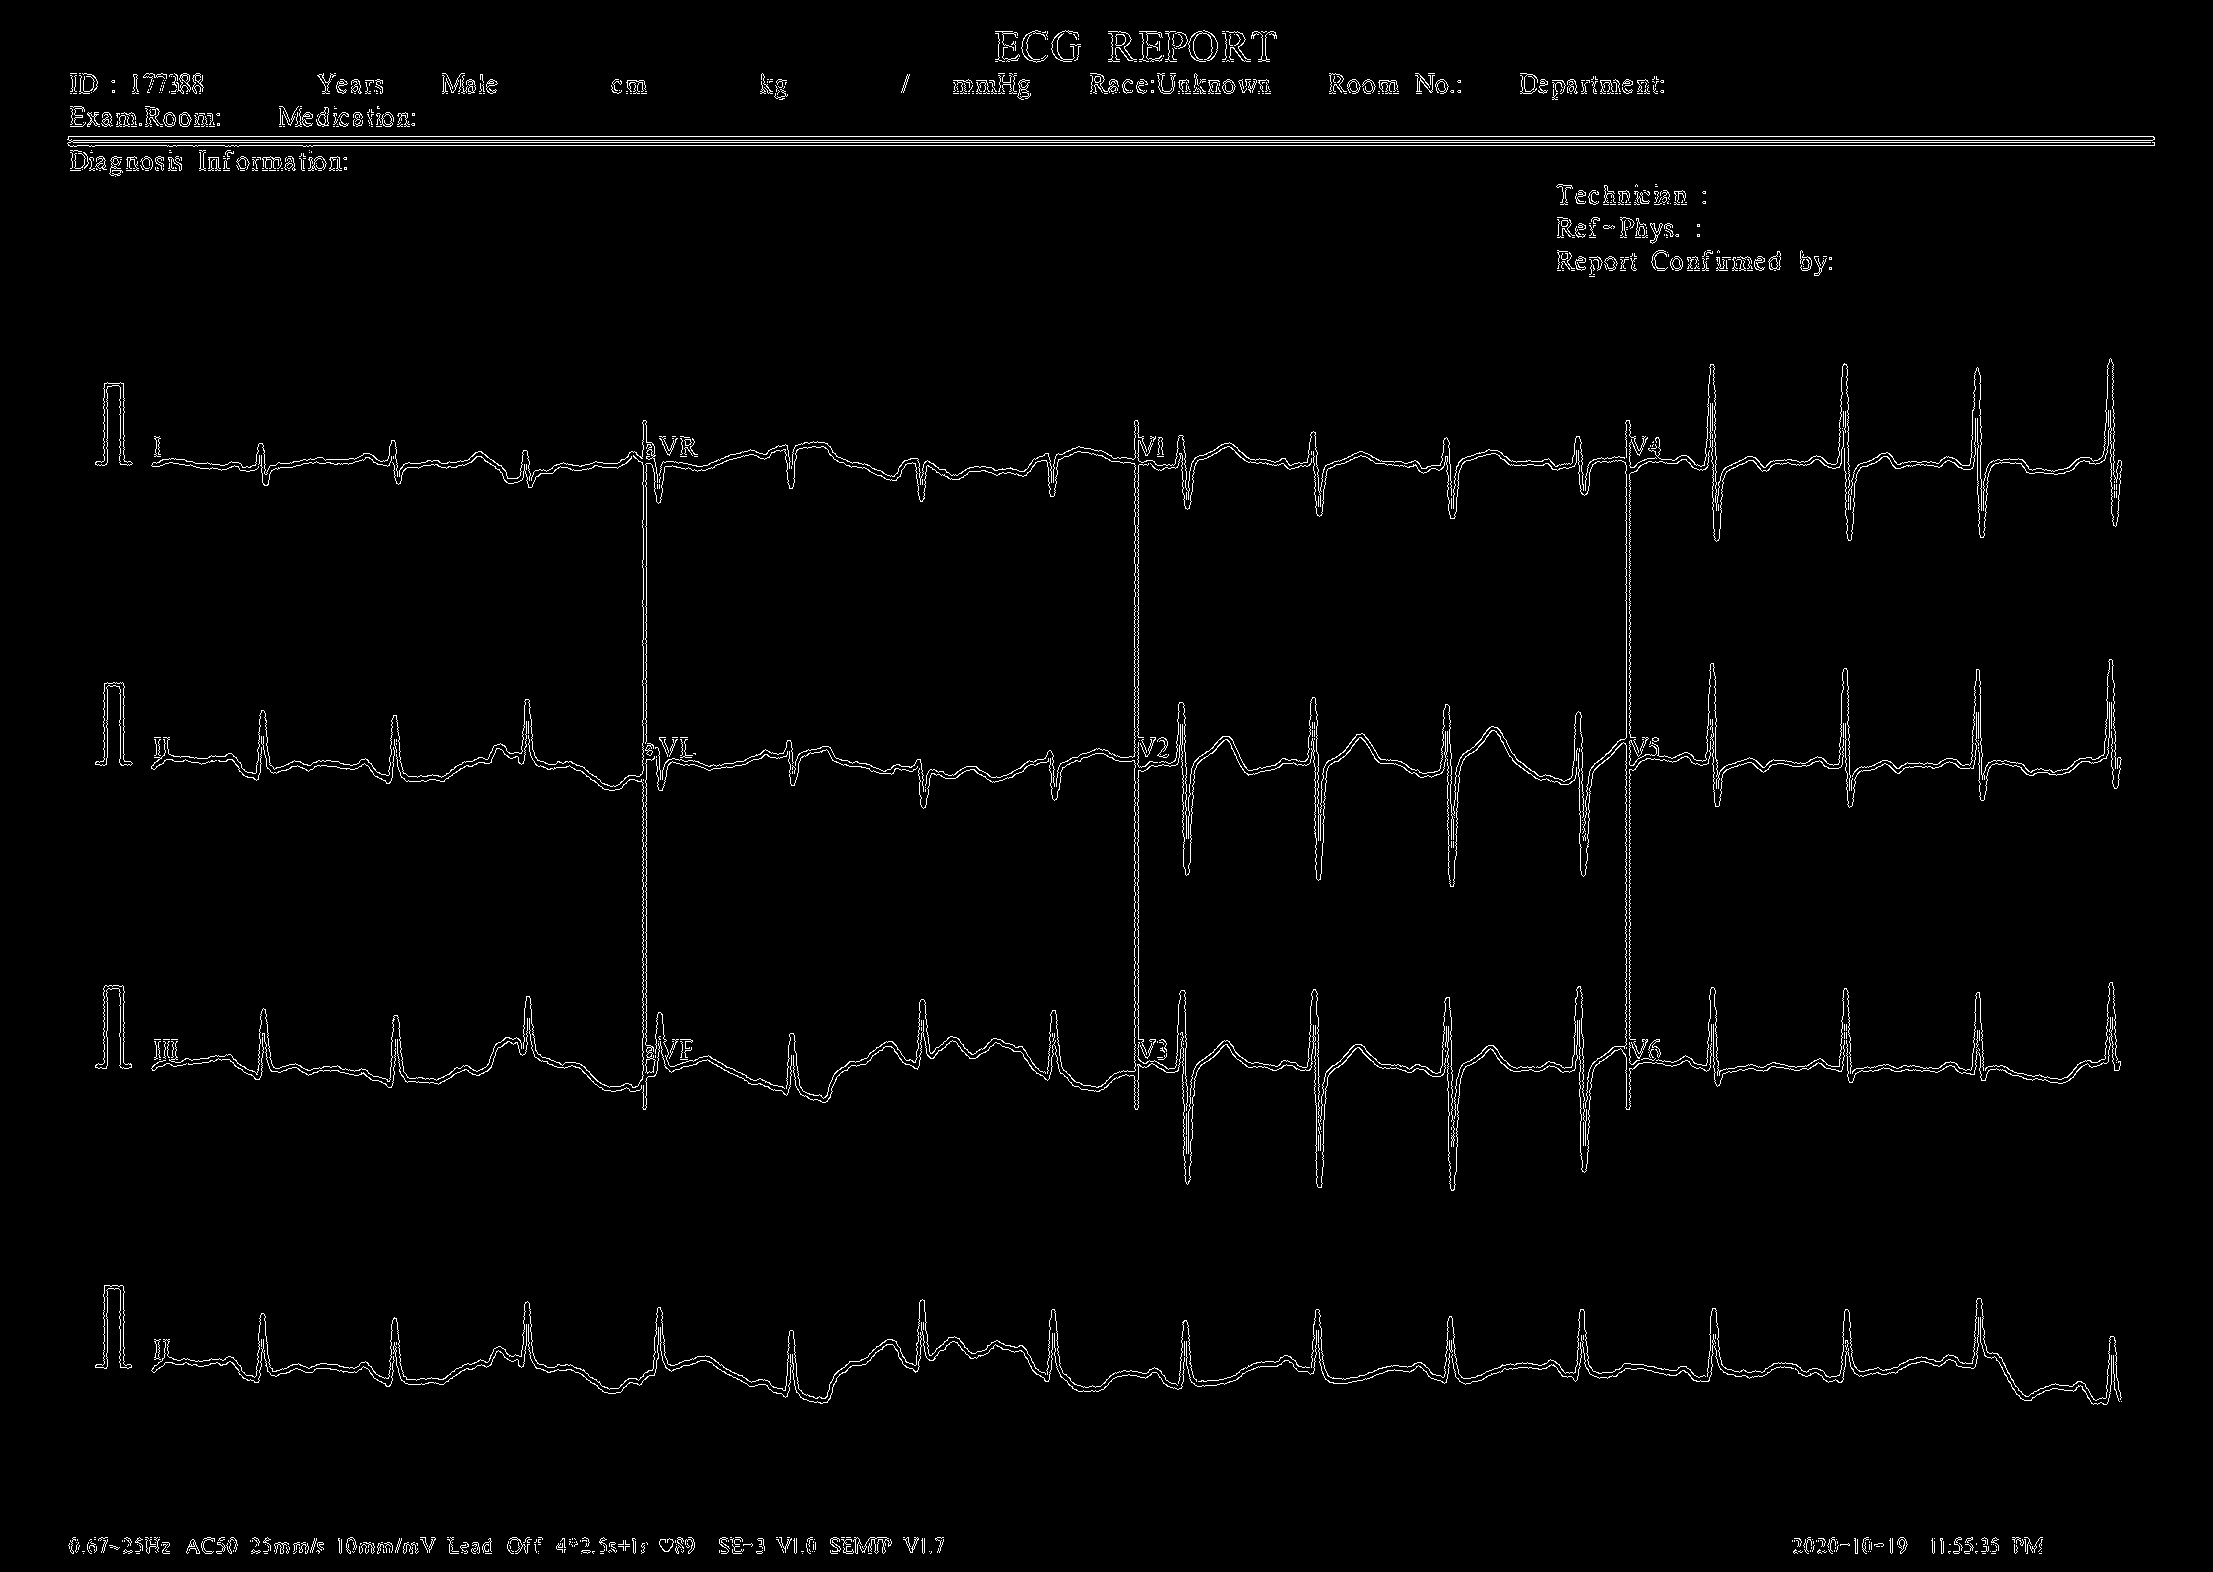 ECG REPORT
ID : 177388 Years Male cm kg / mmHg Race:Unknown Room No.: Department:
Exam.Room: Medication:
Diagnosis Information:
Technician :
Ref-Phys. :
Report Confirmed by:
I aVR V1 V4
II aVL V2 V5
III aVF V3 V6
II
0.67~25Hz AC50 25mm/s 10mm/mV Lead Off 4*2.5s+1r ♡89 SE-3 V1.0 SEMIP V1.7 2020-10-19 11:55:35 PM